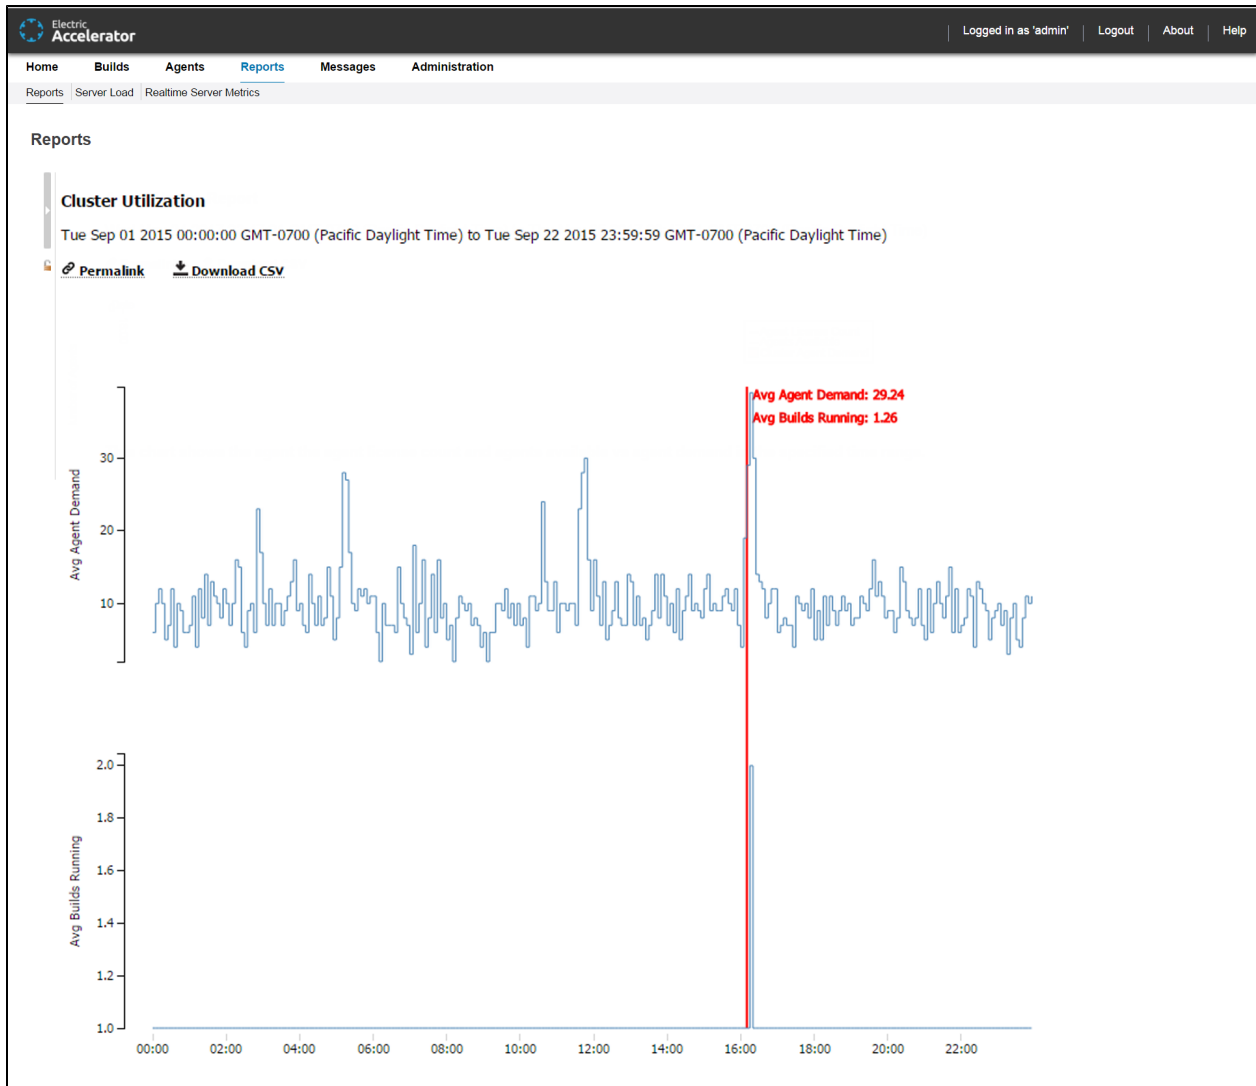 Electric
Accelerator
Logged in as 'admin' Logout About Help
Home Builds Agents Reports Messages Administration
Reports Server Load Realtime Server Metrics
Reports
Cluster Utilization
Tue Sep 01 2015 00:00:00 GMT-0700 (Pacific Daylight Time) to Tue Sep 22 2015 23:59:59 GMT-0700 (Pacific Daylight Time)
Permalink Download CSV
Avg Agent Demand: 29.24
Avg Builds Running: 1.26
30
20
10
Avg Agent Demand
2.0
1.8
1.6
1.4
1.2
1.0
Avg Builds Running
00:00 02:00 04:00 06:00 08:00 10:00 12:00 14:00 16:00 18:00 20:00 22:00